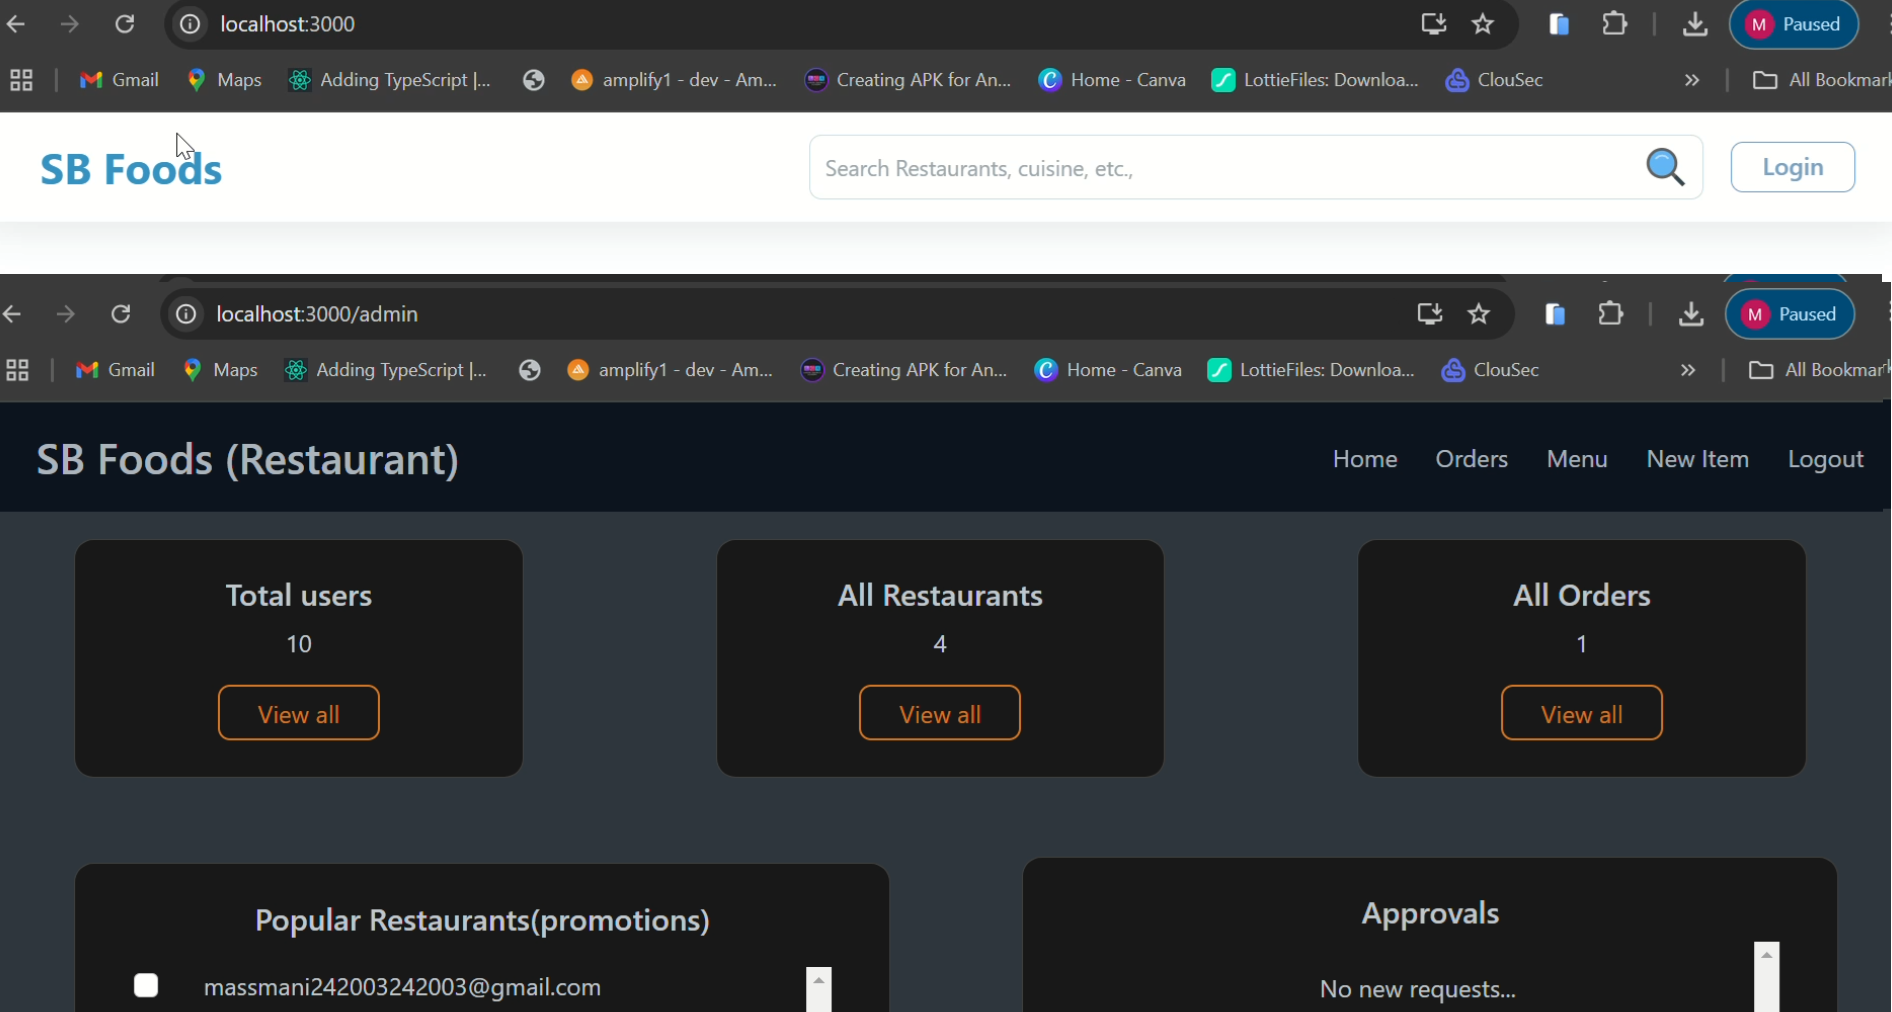 localhost:3000
M Paused
Gmail Maps Adding TypeScript |... amplify1 - dev - Am... Creating APK for An... Home - Canva LottieFiles: Downloa... ClouSec » All Bookmark
SB Foods
Search Restaurants, cuisine, etc.,
Login
localhost:3000/admin
M Paused
Gmail Maps Adding TypeScript |... amplify1 - dev - Am... Creating APK for An... Home - Canva LottieFiles: Downloa... ClouSec » All Bookmark
SB Foods (Restaurant)
Home Orders Menu New Item Logout
Total users
10
View all
All Restaurants
4
View all
All Orders
1
View all
Popular Restaurants(promotions)
massmani242003242003@gmail.com
Approvals
No new requests...